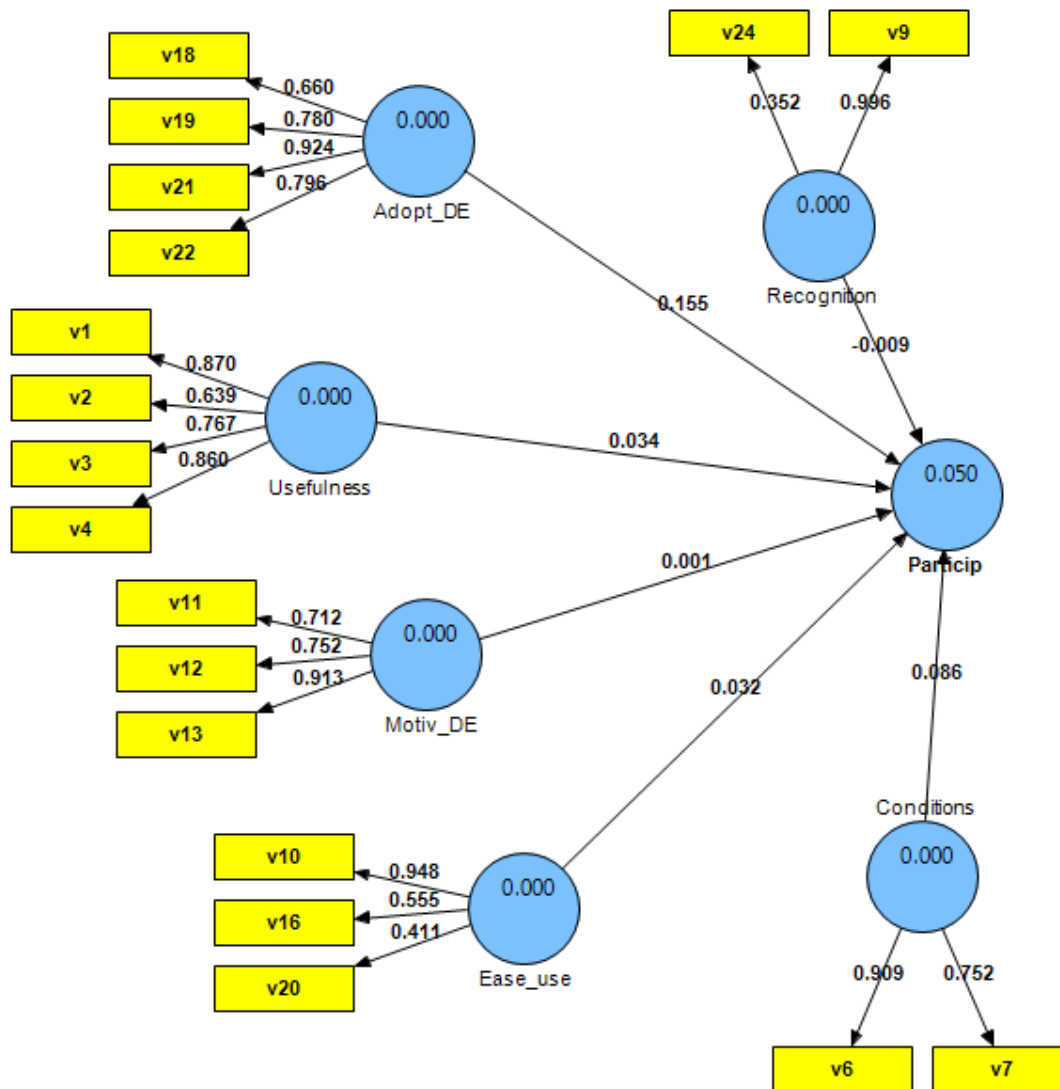 v24
v9
0.352
0.996
0.000
Recognition
-0.009
v18
v19
v21
v22
0.660
0.780
0.924
0.796
0.000
Adopt_DE
0.155
v1
v2
v3
v4
0.870
0.639
0.767
0.860
0.000
Usefulness
0.034
0.050
Particip
v11
v12
v13
0.712
0.752
0.913
0.000
Motiv_DE
0.001
v10
v16
v20
0.948
0.555
0.411
0.000
Ease_use
0.032
0.086
Conditions
0.000
0.909
0.752
v6
v7